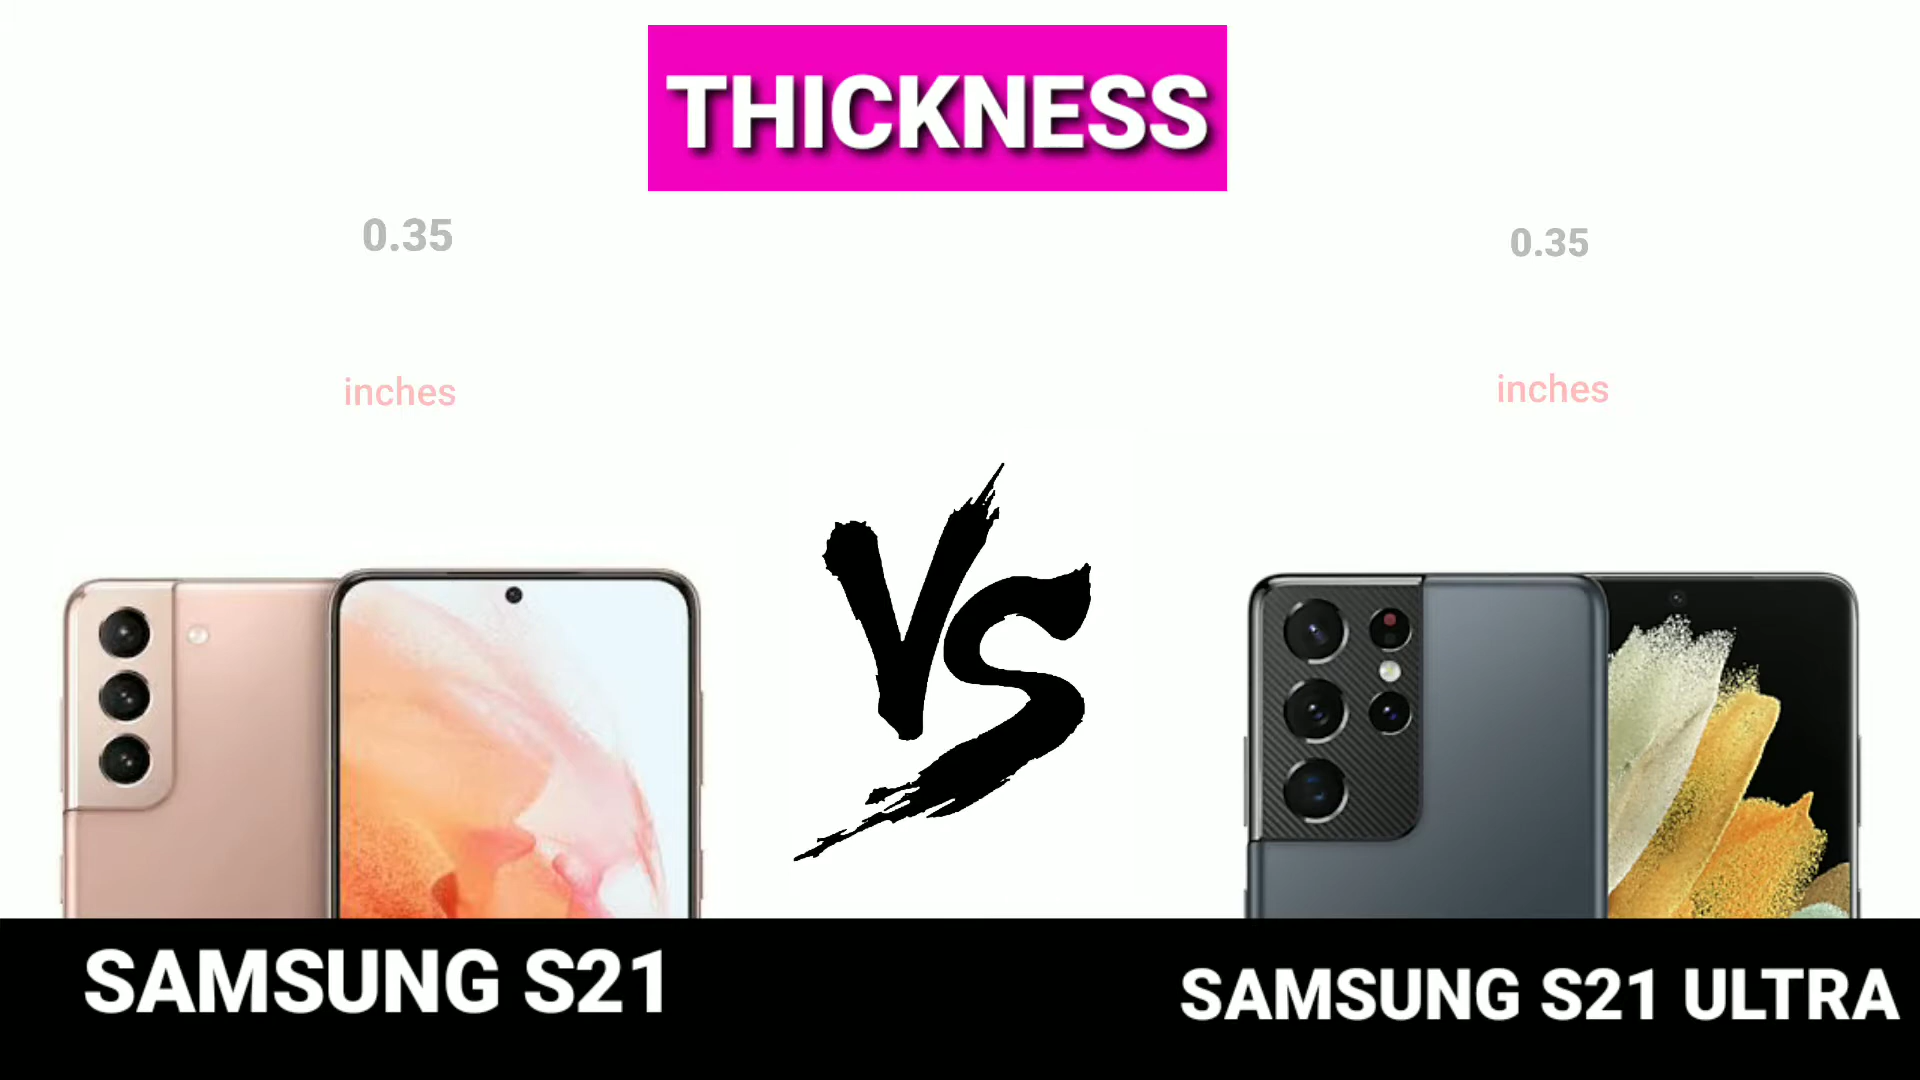 THICKNESS
0.35
0.35
inches
inches
VS
SAMSUNG S21
SAMSUNG S21 ULTRA